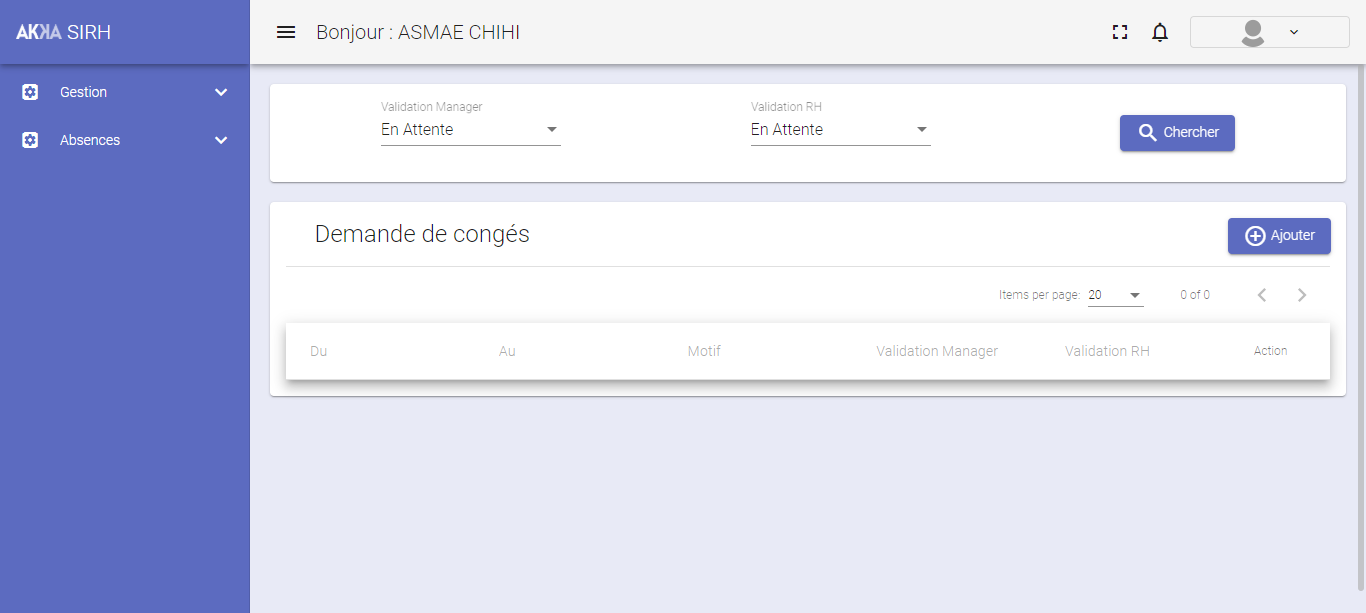 AKKA SIRH
Bonjour : ASMAE CHIHI
Gestion
Absences
Validation Manager
En Attente
Validation RH
En Attente
Chercher
Demande de congés
Ajouter
Items per page: 20 0 of 0
Du Au Motif Validation Manager Validation RH Action